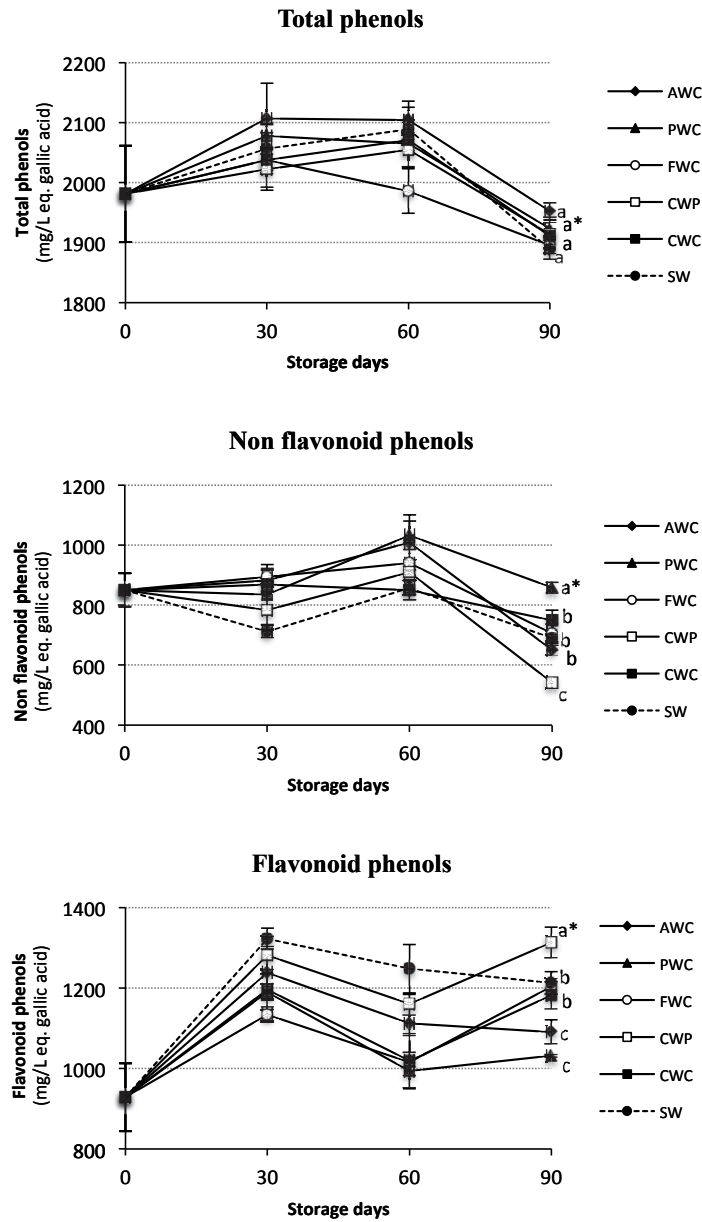 Total phenols
Total phenols
(mg/L eq. gallic acid)
2200
2100
2000
1900
1800
0
30
60
90
Storage days
a
a*
a
a
AWC
PWC
FWC
CWP
CWC
SW
Non flavonoid phenols
Non flavonoid phenols
(mg/L eq. gallic acid)
1200
1000
800
600
400
0
30
60
90
Storage days
a*
b
b
b
c
AWC
PWC
FWC
CWP
CWC
SW
Flavonoid phenols
Flavonoid phenols
(mg/L eq. gallic acid)
1400
1200
1000
800
0
30
60
90
Storage days
a*
b
b
c
c
AWC
PWC
FWC
CWP
CWC
SW